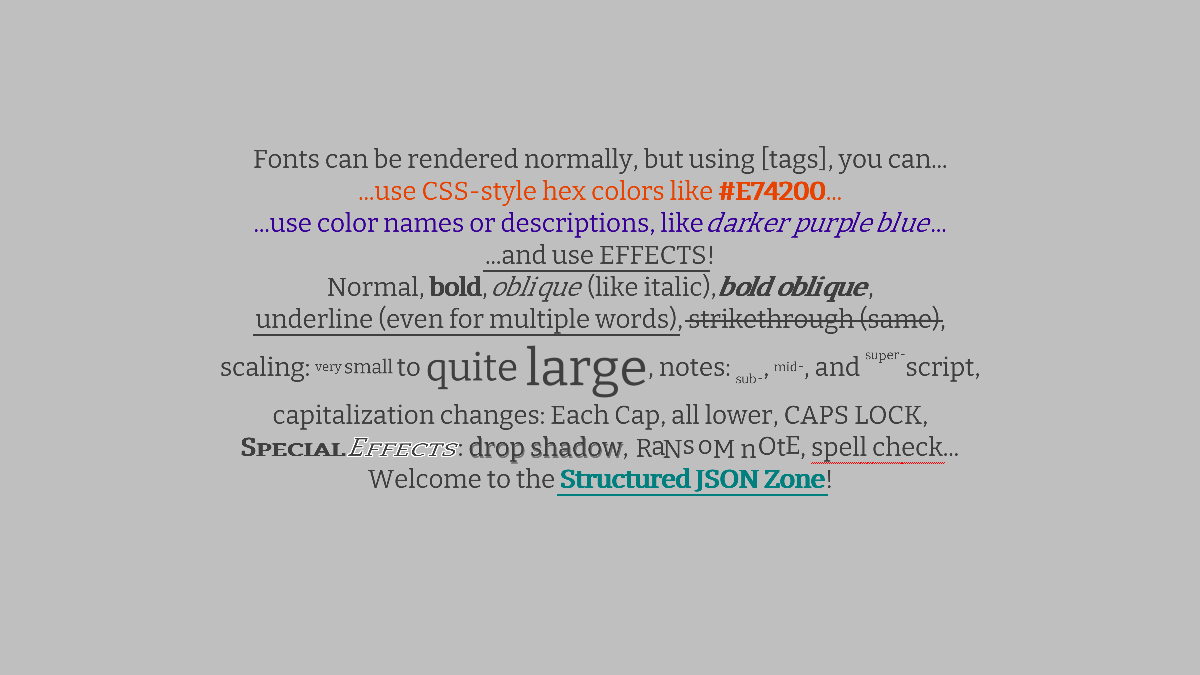 Fonts can be rendered normally, but using [tags], you can...
...use CSS-style hex colors like #E74200...
...use color names or descriptions, like darker purple blue...
...and use EFFECTS!
Normal, bold, oblique (like italic), bold oblique,
underline (even for multiple words), strikethrough (same),
scaling: very small to quite large, notes: sub-, mid-, and super-script,
capitalization changes: Each Cap, all lower, CAPS LOCK,
Special Effects: drop shadow, RaNsoM nOtE, spell check...
Welcome to the Structured JSON Zone!